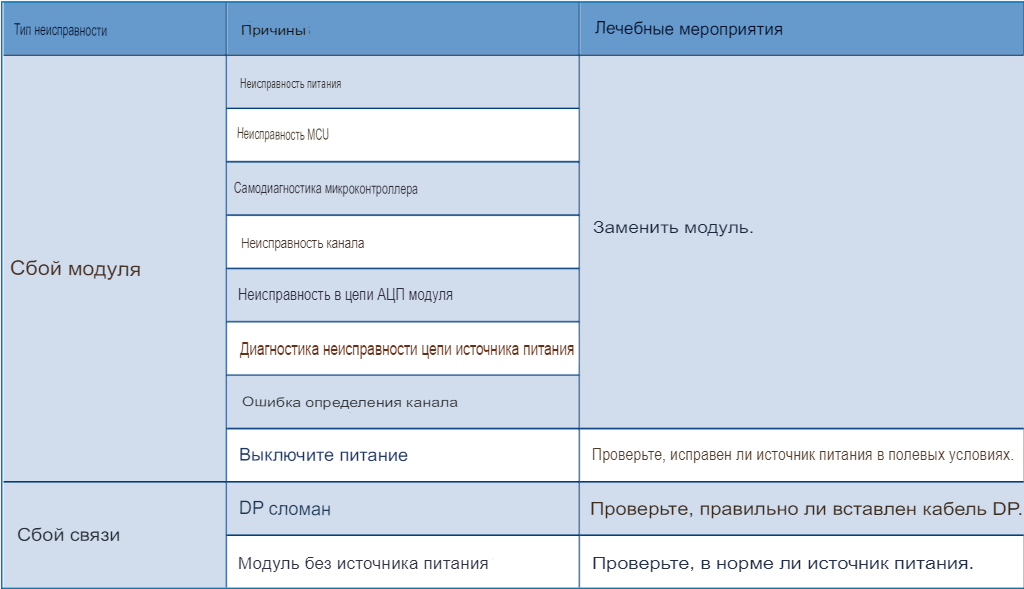 Тип неисправности
Причины
Лечебные мероприятия
Сбой модуля
Неисправность питания
Неисправность MCU
Самодиагностика микроконтроллера
Неисправность канала
Неисправность в цепи АЦП модуля
Диагностика неисправности цепи источника питания
Ошибка определения канала
Заменить модуль.
Выключите питание
Проверьте, исправен ли источник питания в полевых условиях.
Сбой связи
DP сломан
Проверьте, правильно ли вставлен кабель DP.
Модуль без источника питания
Проверьте, в норме ли источник питания.